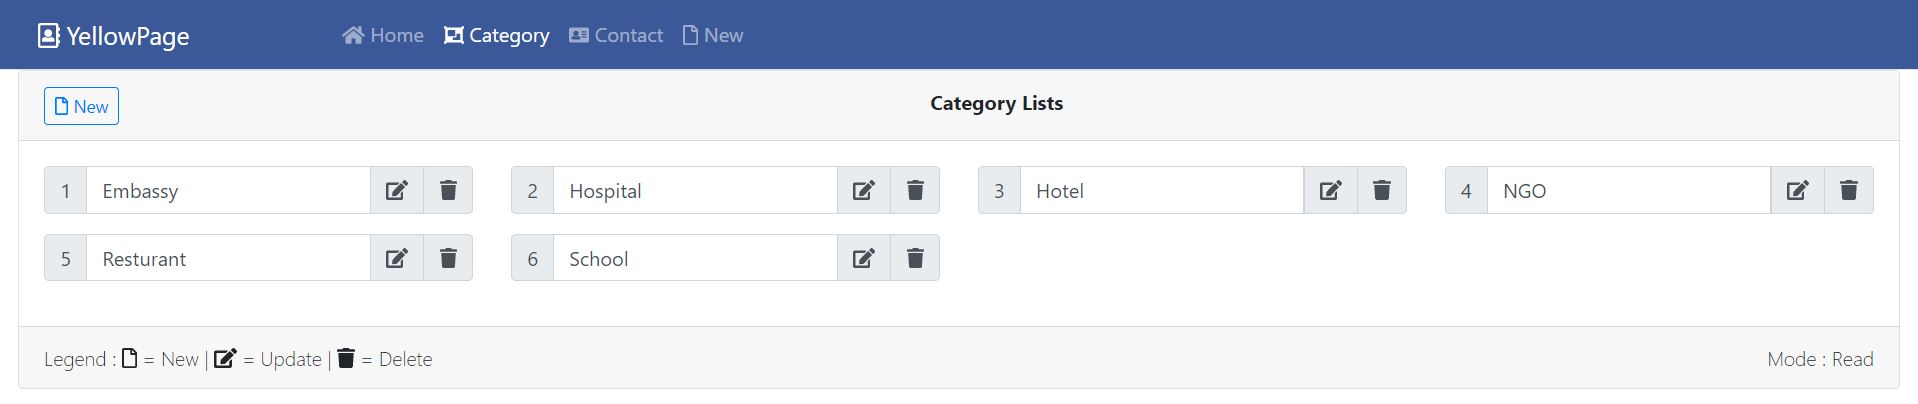 YellowPage Home Category Contact New
New Category Lists
1 Embassy 2 Hospital 3 Hotel 4 NGO
5 Resturant 6 School
Legend : = New | = Update | = Delete Mode : Read